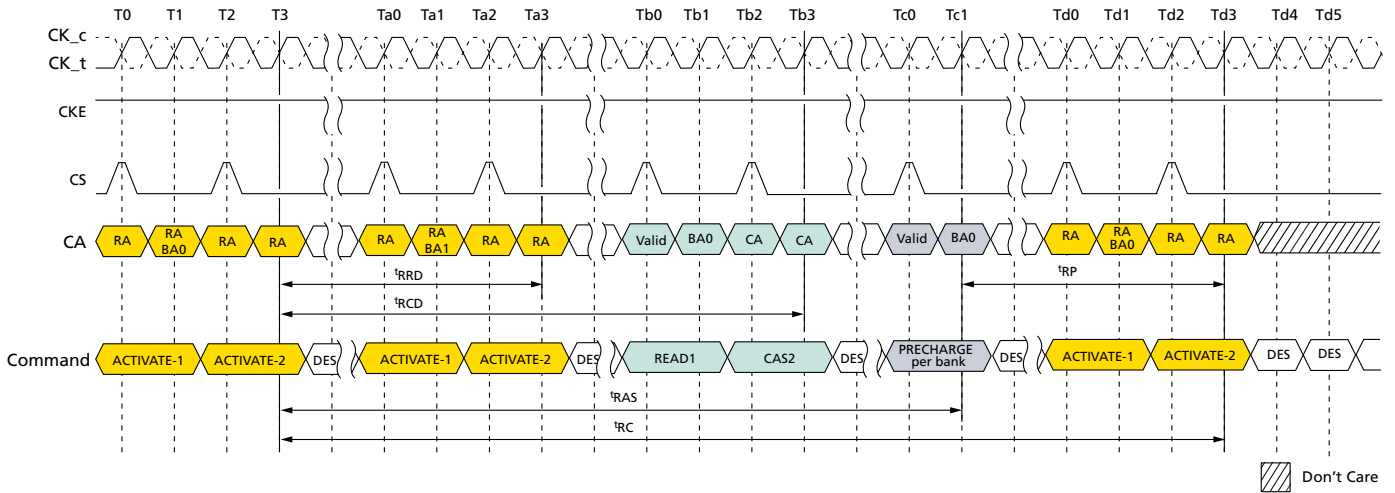 T0 T1 T2 T3 Ta0 Ta1 Ta2 Ta3 Tb0 Tb1 Tb2 Tb3 Tc0 Tc1 Td0 Td1 Td2 Td3 Td4 Td5
CK_c
CK_t
CKE
CS
CA RA RA BA0 RA RA RA RA BA1 RA RA Valid BA0 CA CA Valid BA0 RA RA BA0 RA RA
tRRD tRP
tRCD
Command ACTIVATE-1 ACTIVATE-2 DES ACTIVATE-1 ACTIVATE-2 DES READ1 CAS2 DES PRECHARGE per bank DES ACTIVATE-1 ACTIVATE-2 DES DES
tRAS
tRC
Don't Care